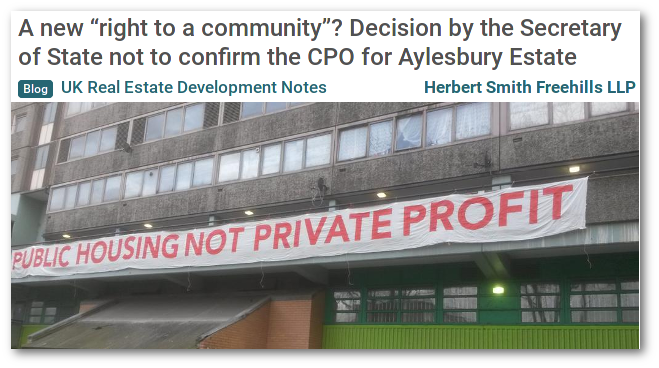 A new “right to a community”? Decision by the Secretary
of State not to confirm the CPO for Aylesbury Estate
Blog UK Real Estate Development Notes Herbert Smith Freehills LLP
PUBLIC HOUSING NOT PRIVATE PROFIT